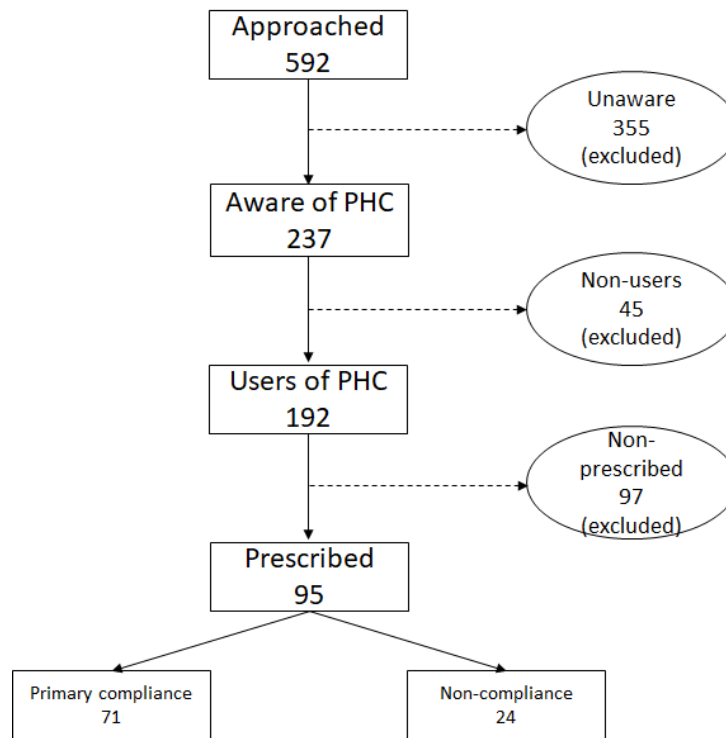 Approached
592
Unaware
355
(excluded)
Aware of PHC
237
Non-users
45
(excluded)
Users of PHC
192
Non-
prescribed
97
(excluded)
Prescribed
95
Primary compliance
71
Non-compliance
24